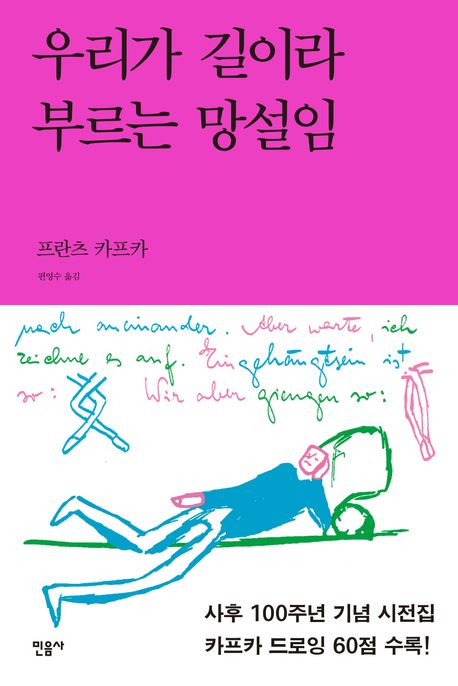 우리가 길이라
부르는 망설임
프란츠 카프카
편영수 옮김
nach aneinander. Aber warte, ich
zeichne es auf. Eingehängtsein ist
so: Wir aber giengen so:
사후 100주년 기념 시전집
카프카 드로잉 60점 수록!
민음사